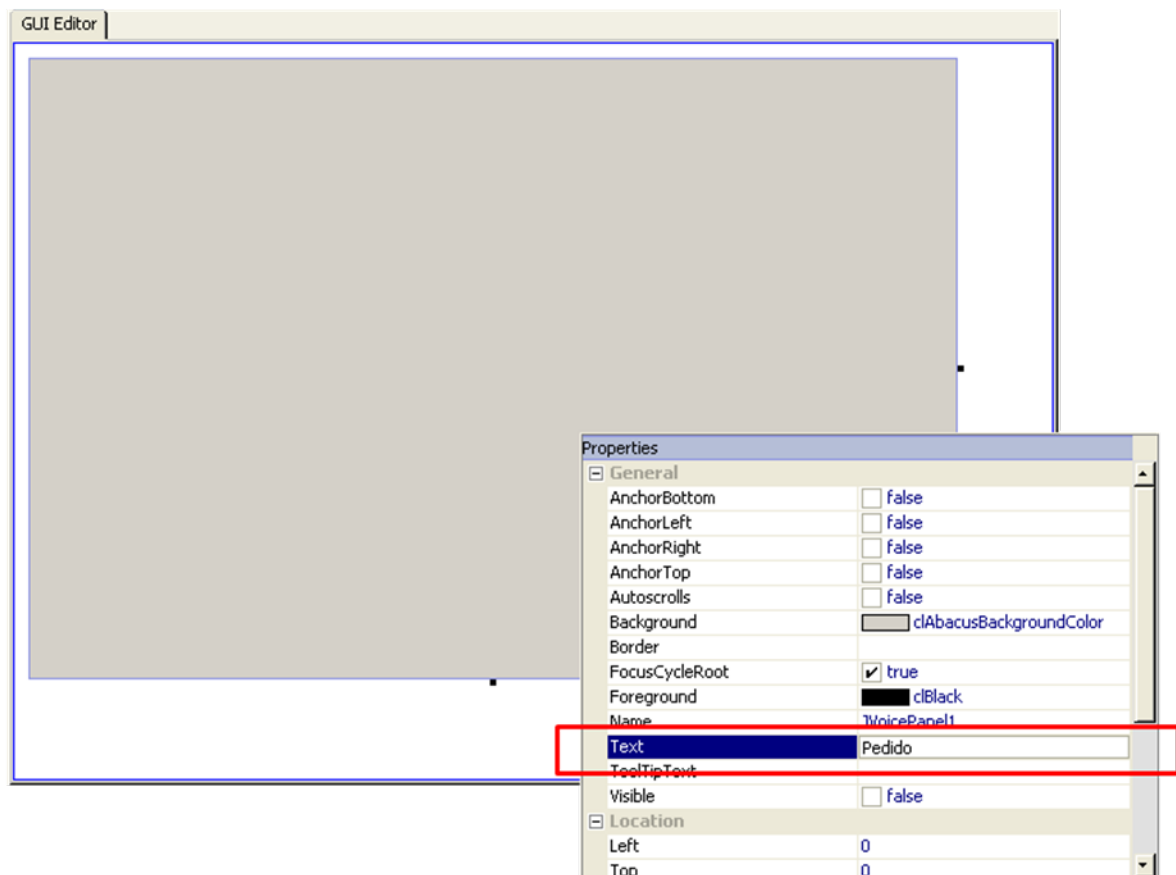 GUI Editor
Properties
General
AnchorBottom false
AnchorLeft false
AnchorRight false
AnchorTop false
Autoscrolls false
Background clAbacusBackgroundColor
Border
FocusCycleRoot true
Foreground clBlack
Name JVoicePanel1
Text Pedido
ToolTipText
Visible false
Location
Left 0
Top 0